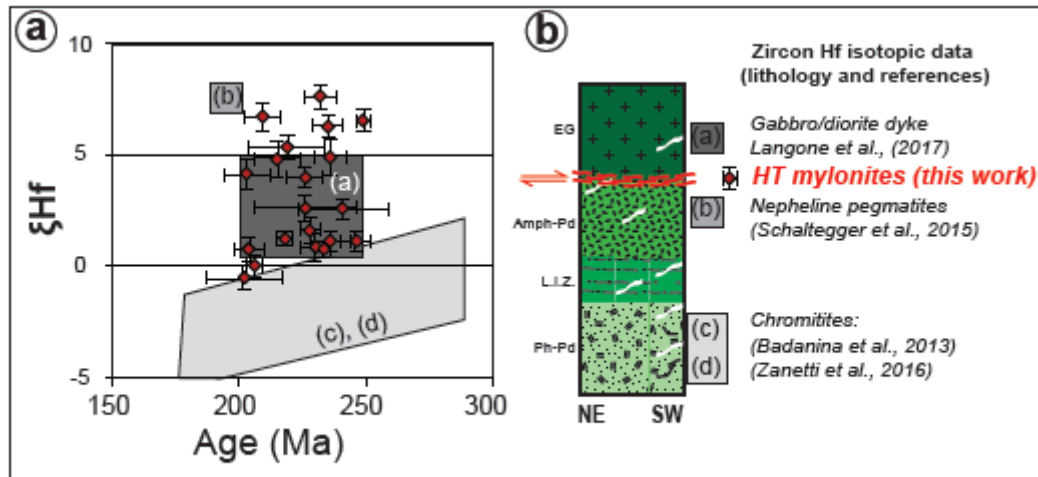 a
10
5
0
-5
ξHf
(b)
(a)
(c), (d)
150
200
250
300
Age (Ma)
b
Zircon Hf isotopic data
(lithology and references)
EG
Amph-Pd
L.I.Z.
Ph-Pd
NE
SW
(a)
Gabbro/diorite dyke
Langone et al., (2017)
HT mylonites (this work)
(b)
Nepheline pegmatites
(Schaltegger et al., 2015)
(c)
(d)
Chromitites:
(Badanina et al., 2013)
(Zanetti et al., 2016)